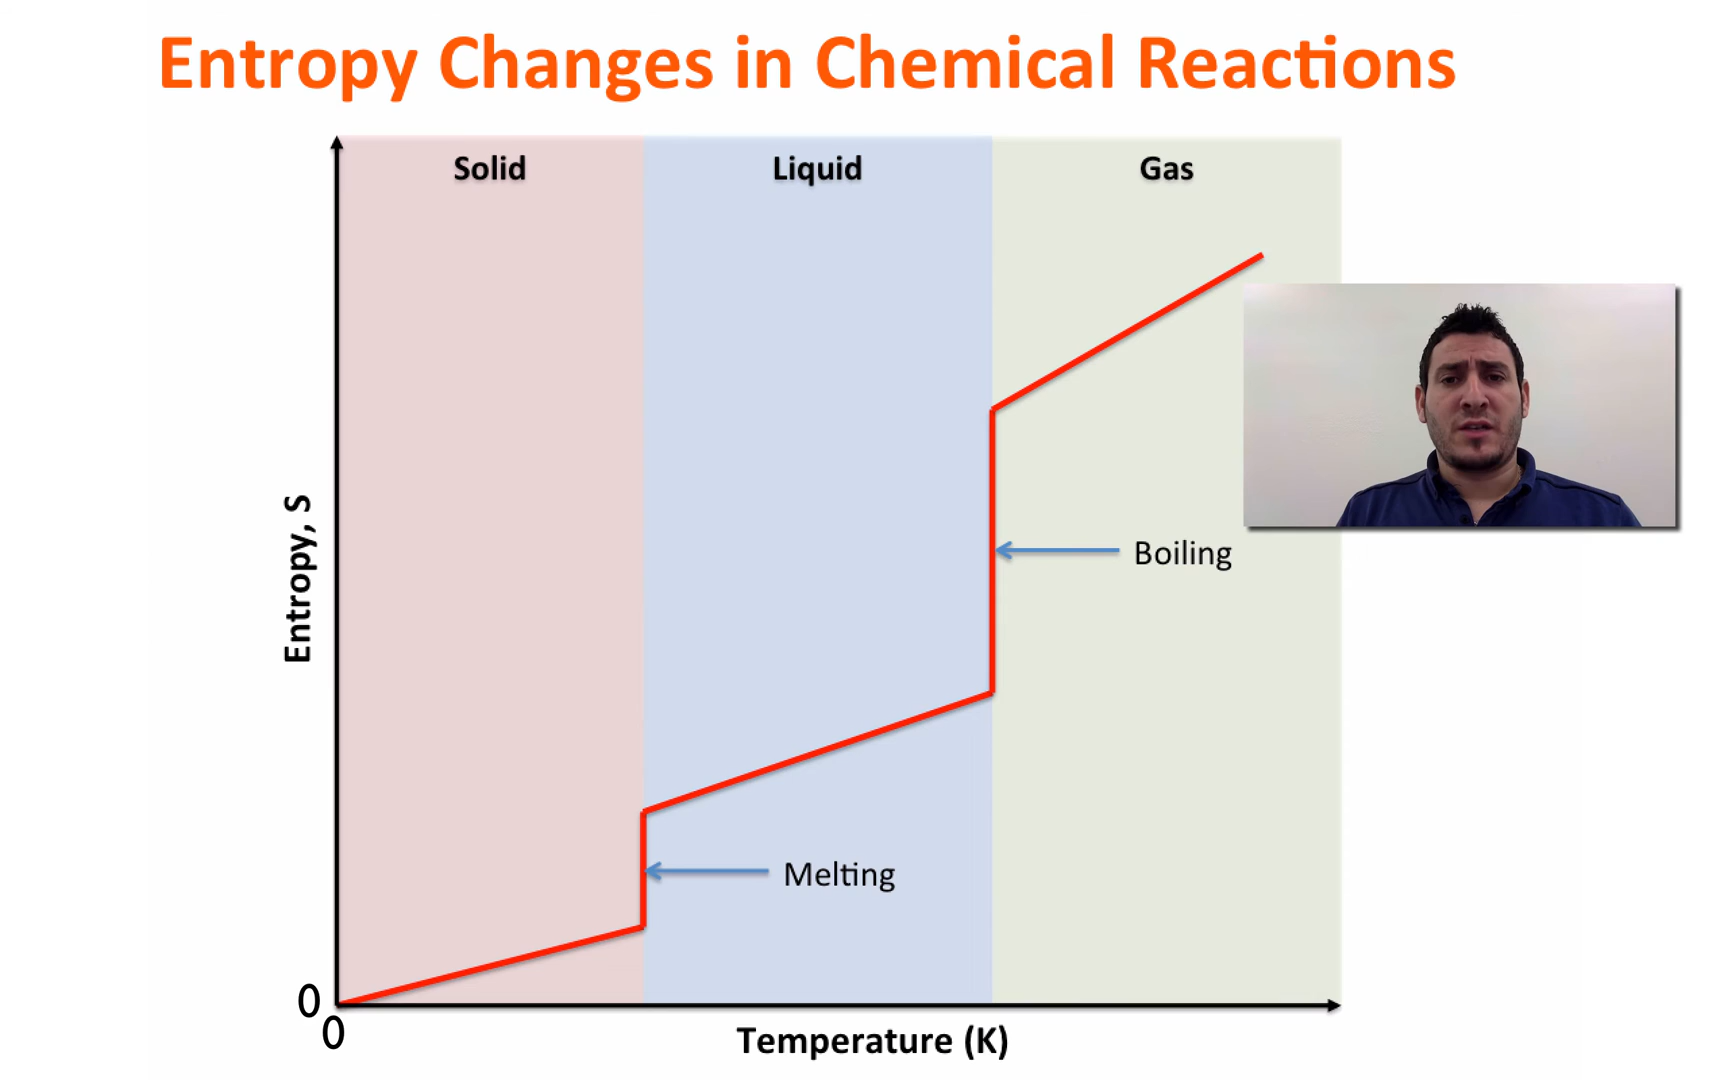 Entropy Changes in Chemical Reactions
Solid
Liquid
Gas
Entropy, S
Boiling
Melting
0
0
Temperature (K)